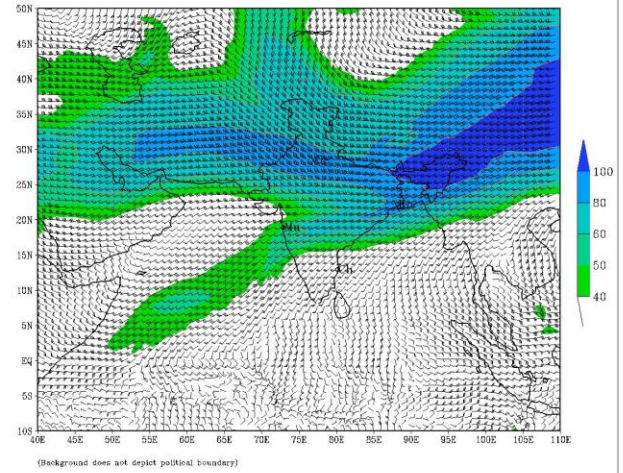 50N
45N
40N
35N
30N
25N
20N
15N
10N
5N
EQ
5S
10S
40E 45E 50E 55E 60E 65E 70E 75E 80E 85E 90E 95E 100E 105E 110E
Mu
Ch
100
80
60
50
40
(Background does not depict political boundary)